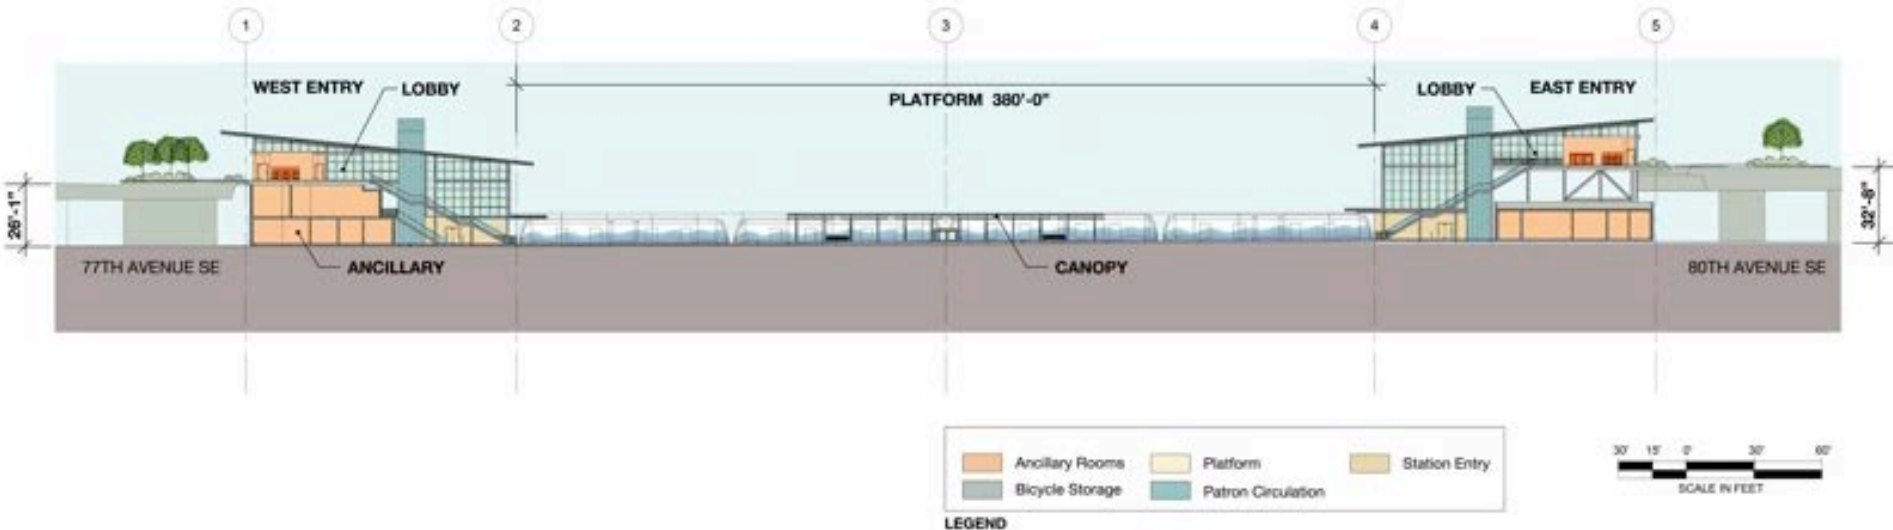 1
2
3
4
5
WEST ENTRY
LOBBY
PLATFORM 380'-0"
LOBBY
EAST ENTRY
26'-1"
32'-8"
77TH AVENUE SE
ANCILLARY
CANOPY
80TH AVENUE SE
Ancillary Rooms
Platform
Station Entry
Bicycle Storage
Patron Circulation
LEGEND
30' 15' 0' 30' 60'
SCALE IN FEET